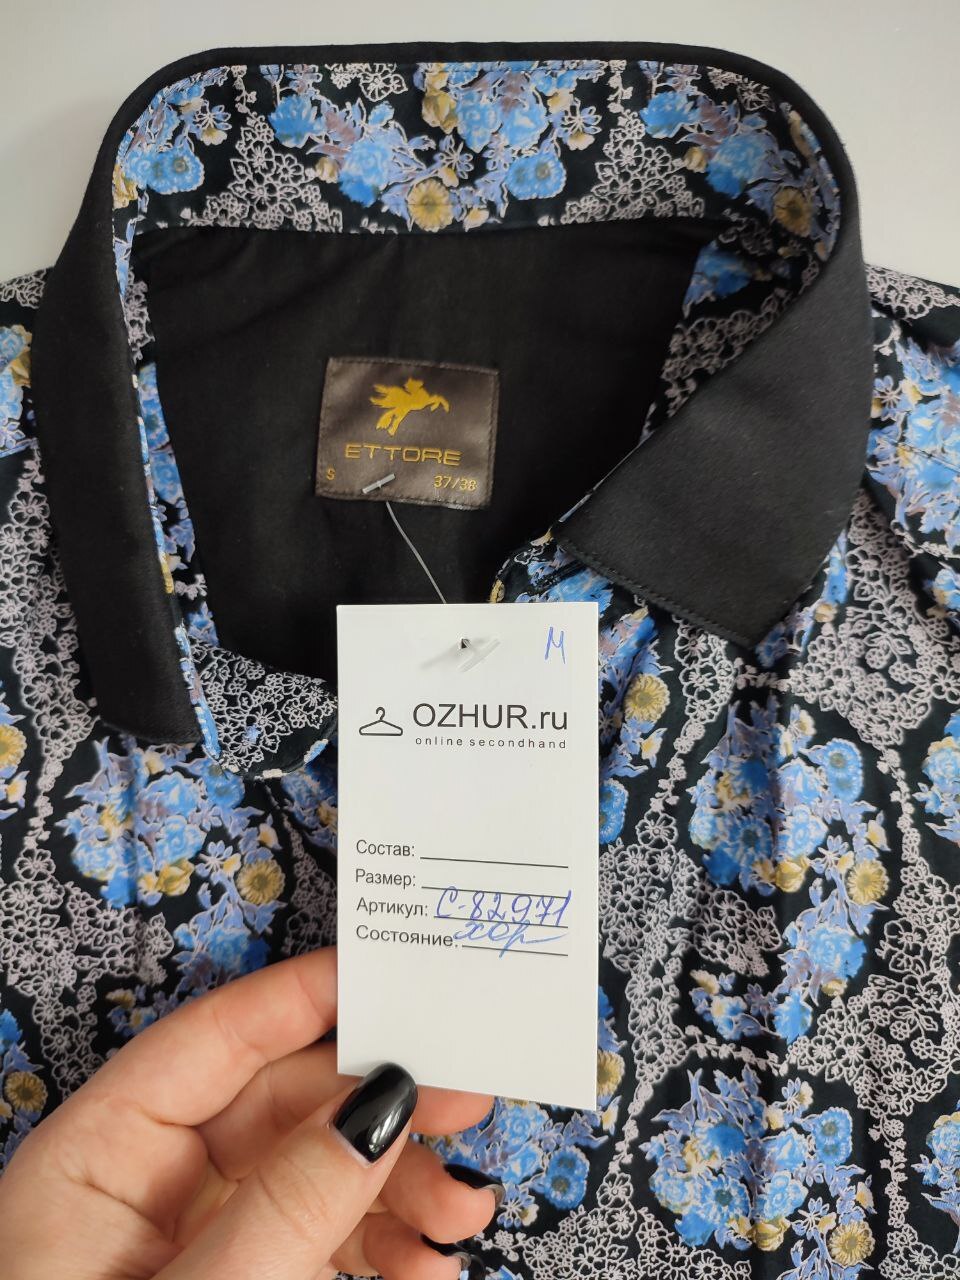 ETTORE
S 37/38
М
OZHUR.ru
online secondhand
Состав:
Размер:
Артикул: С-82971
Состояние: хор